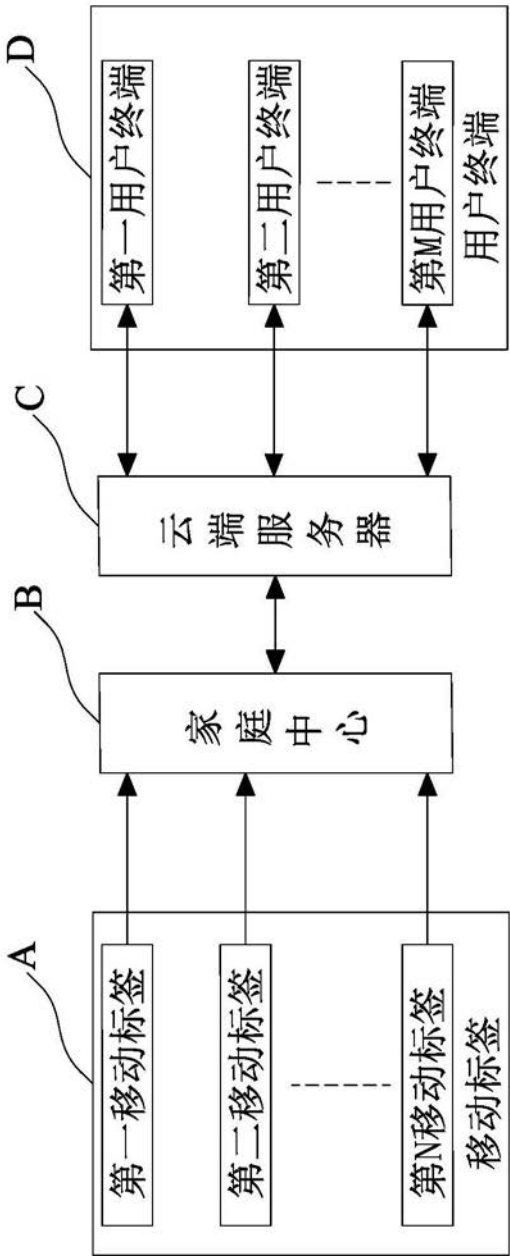 A
第一移动标签
第二移动标签
第N移动标签
移动标签
B
家庭中心
C
云端服务器
D
第一用户终端
第二用户终端
第M用户终端
用户终端